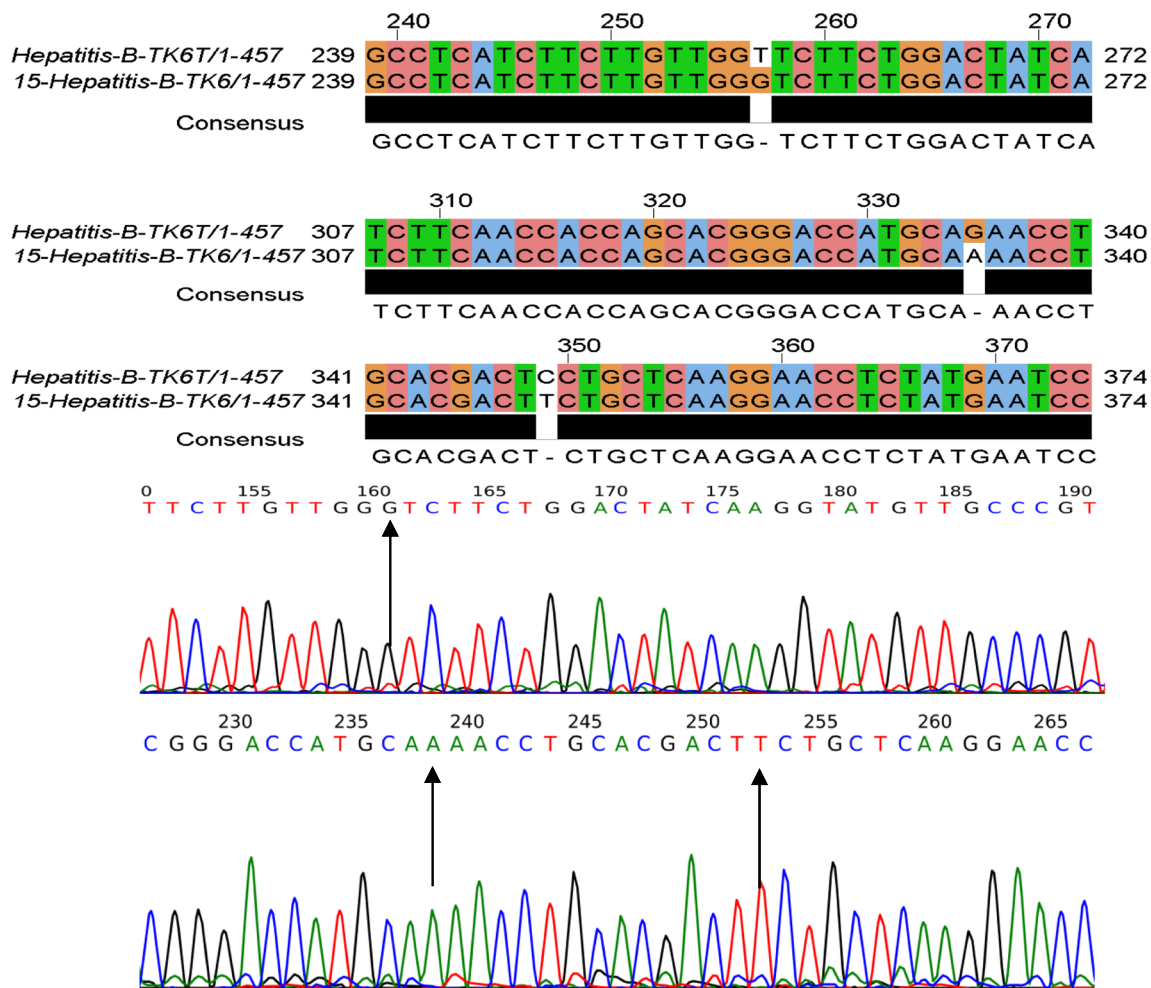 240 250 260 270
Hepatitis-B-TK6T/1-457 239 GCCTCATCTTCTTGTTGGTTCTTCTGGACTATCA 272
15-Hepatitis-B-TK6/1-457 239 GCCTCATCTTCTTGTTGGGTCTTCTGGACTATCA 272
Consensus
GCCTCATCTTCTTGTTGG-TCTTCTGGACTATCA
310 320 330
Hepatitis-B-TK6T/1-457 307 TCTTCAACCACCAGCACGGGACCATGCAGAACCT 340
15-Hepatitis-B-TK6/1-457 307 TCTTCAACCACCAGCACGGGACCATGCAAAACCT 340
Consensus
TCTTCAACCACCAGCACGGGACCATGCA-AACCT
350 360 370
Hepatitis-B-TK6T/1-457 341 GCACGACTCCTGCTCAAGGAACCTCTATGAATCC 374
15-Hepatitis-B-TK6/1-457 341 GCACGACTTCTGCTCAAGGAACCTCTATGAATCC 374
Consensus
GCACGACT-CTGCTCAAGGAACCTCTATGAATCC
0 155 160 165 170 175 180 185 190
TTCTTGTTGGGTCTTCTGGACTATCAAGGTATGTTGCCCGT
230 235 240 245 250 255 260 265
CGGGACCATGCAAAACCTGCACGACTTCTGCTCAAGGAACC